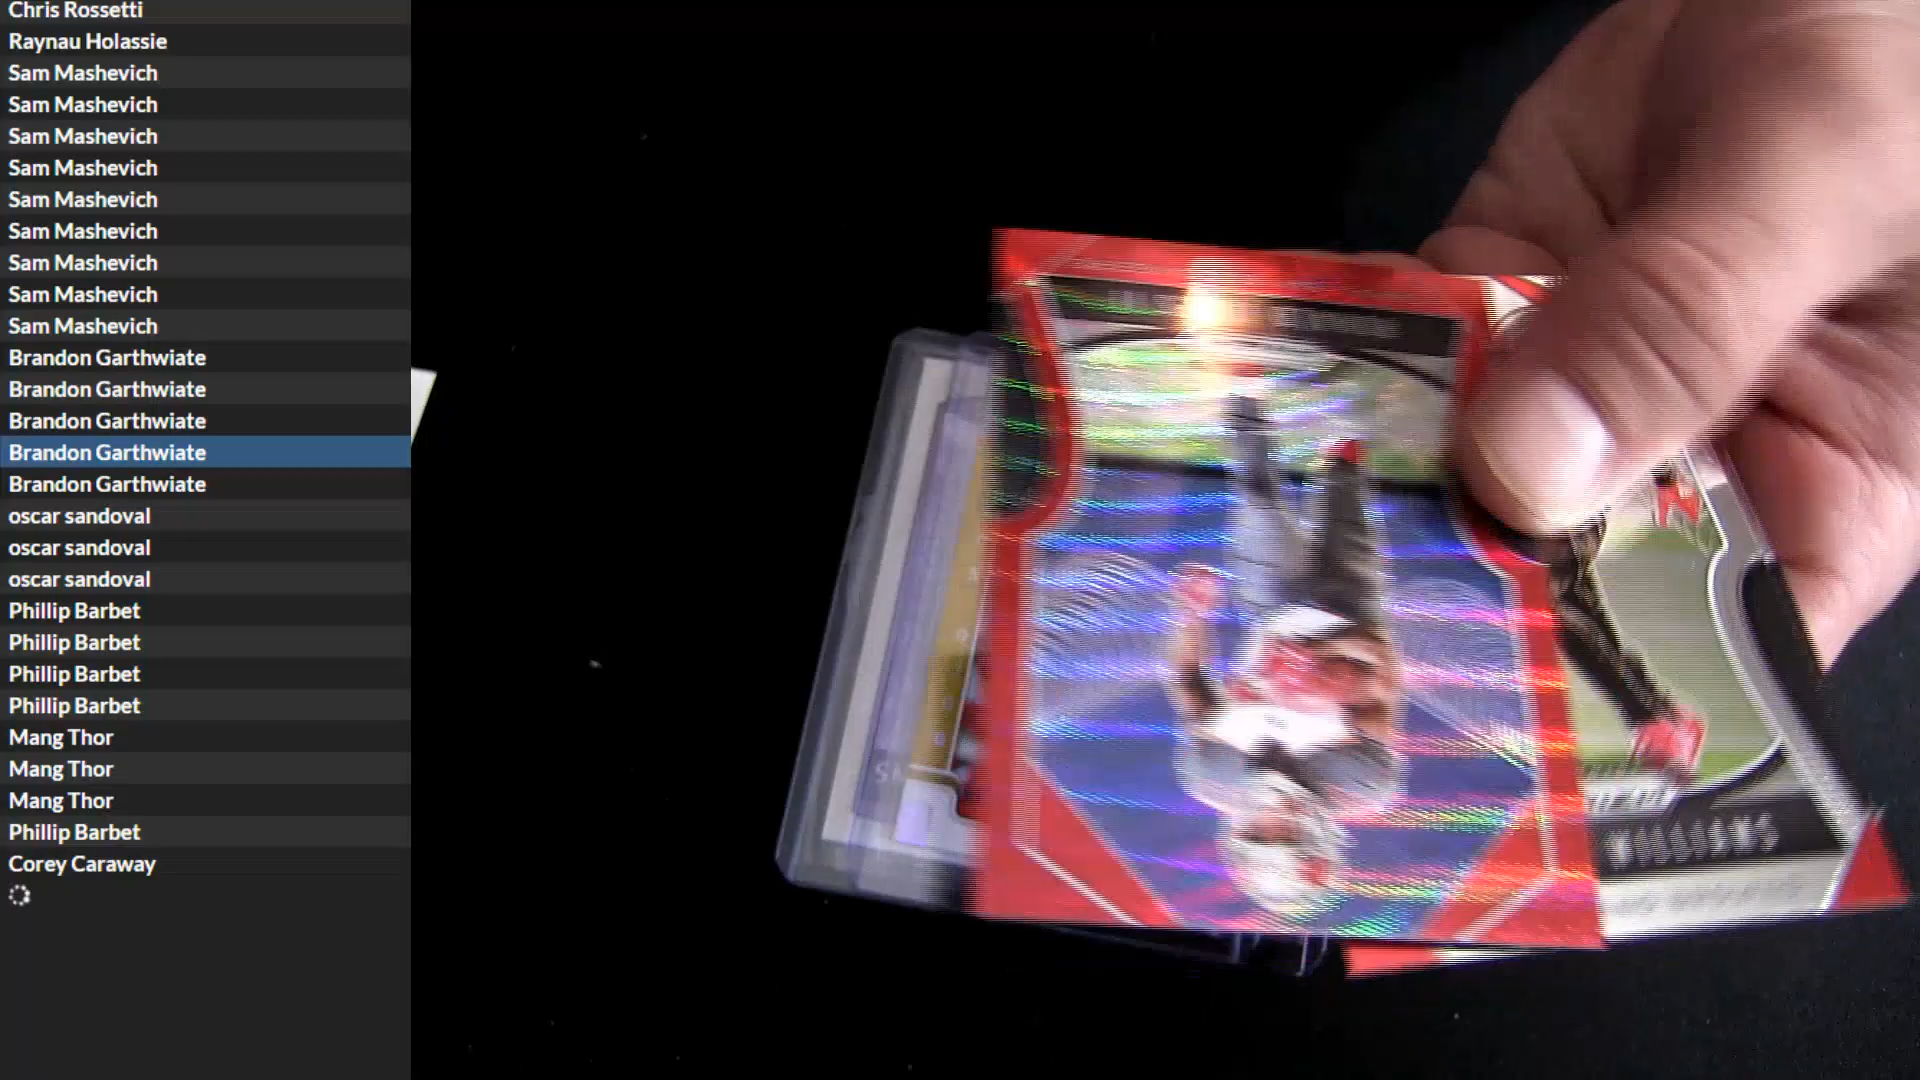 Chris Rossetti
Raynau Holassie
Sam Mashevich
Sam Mashevich
Sam Mashevich
Sam Mashevich
Sam Mashevich
Sam Mashevich
Sam Mashevich
Sam Mashevich
Sam Mashevich
Brandon Garthwiate
Brandon Garthwiate
Brandon Garthwiate
Brandon Garthwiate
Brandon Garthwiate
oscar sandoval
oscar sandoval
oscar sandoval
Phillip Barbet
Phillip Barbet
Phillip Barbet
Phillip Barbet
Mang Thor
Mang Thor
Mang Thor
Phillip Barbet
Corey Caraway
WILLIAMS